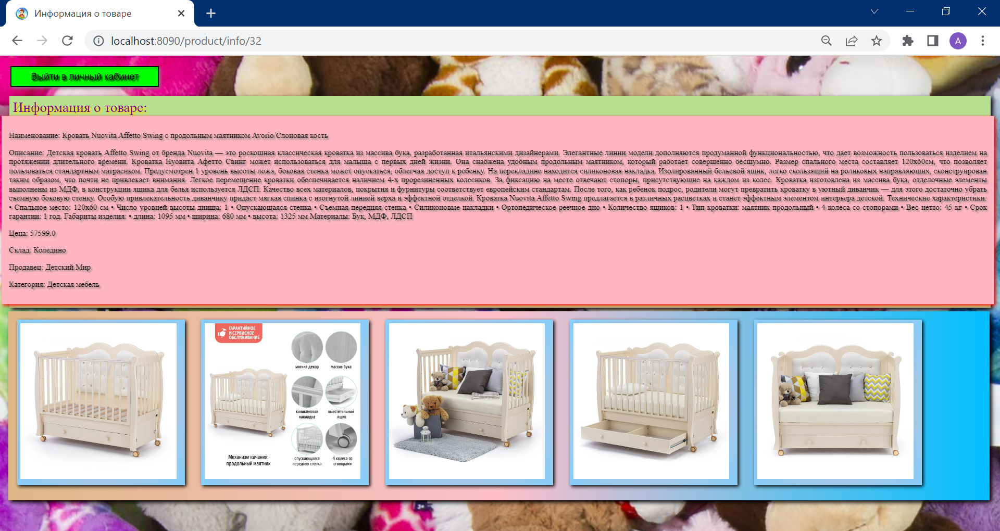 Информация о товаре
localhost:8090/product/info/32
A
Выйти в личный кабинет
Информация о товаре:
Наименование: Кровать Nuovita Affetto Swing с продольным маятником Avorio/Слоновая кость
Описание: Детская кровать Affetto Swing от бренда Nuovita — это роскошная классическая кроватка из массива бука, разработанная итальянскими дизайнерами. Элегантные линии модели дополняются продуманной функциональностью, что дает возможность пользоваться изделием на
протяжении длительного времени. Кроватка Нуовита Афетто Свинг может использоваться для малыша с первых дней жизни. Она снабжена удобным продольным маятником, который работает совершенно бесшумно. Размер спального места составляет 120х60см, что позволяет
пользоваться стандартным матрасиком. Предусмотрен 1 уровень высоты ложа, боковая стенка может опускаться, облегчая доступ к ребенку. На перекладине находится силиконовая накладка. Изолированный бельевой ящик, легко скользящий на роликовых направляющих, сконструирован
таким образом, что почти не привлекает внимания. Легкое перемещение кроватки обеспечивается наличием 4-х прорезиненных колесиков. За фиксацию на месте отвечают стопоры, присутствующие на каждом из колес. Кроватка изготовлена из массива бука, отделочные элементы
выполнены из МДФ, в конструкции ящика для белья используется ЛДСП. Качество всех материалов, покрытия и фурнитуры соответствует европейским стандартам. После того, как ребенок подрос, родители могут превратить кроватку в уютный диванчик — для этого достаточно убрать
съемную боковую стенку. Особую привлекательность диванчику придаст мягкая спинка с изогнутой линией верха и эффектной отделкой. Кроватка Nuovita Affetto Swing предлагается в различных расцветках и станет эффектным элементом интерьера детской. Технические характеристики:
• Спальное место: 120х60 см • Число уровней высоты днища: 1 • Опускающаяся стенка • Съемная передняя стенка • Силиконовые накладки • Ортопедическое реечное дно • Количество ящиков: 1 • Тип кроватки: маятник продольный • 4 колеса со стопорами • Вес нетто: 45 кг • Срок
гарантии: 1 год. Габариты изделия: • длина: 1095 мм • ширина: 680 мм • высота: 1325 мм Материалы: Бук, МДФ, ЛДСП
Цена: 57599.0
Склад: Коледино
Продавец: Детский Мир
Категория: Детская мебель
ГАРАНТИЙНОЕ
И СЕРВИСНОЕ
ОБСЛУЖИВАНИЕ
мягкий декор
массив бука
силиконовая
накладка
вместительный
ящик
Механизм качания:
продольный маятник
опускающаяся
передняя стенка
4 колеса со
стопорами